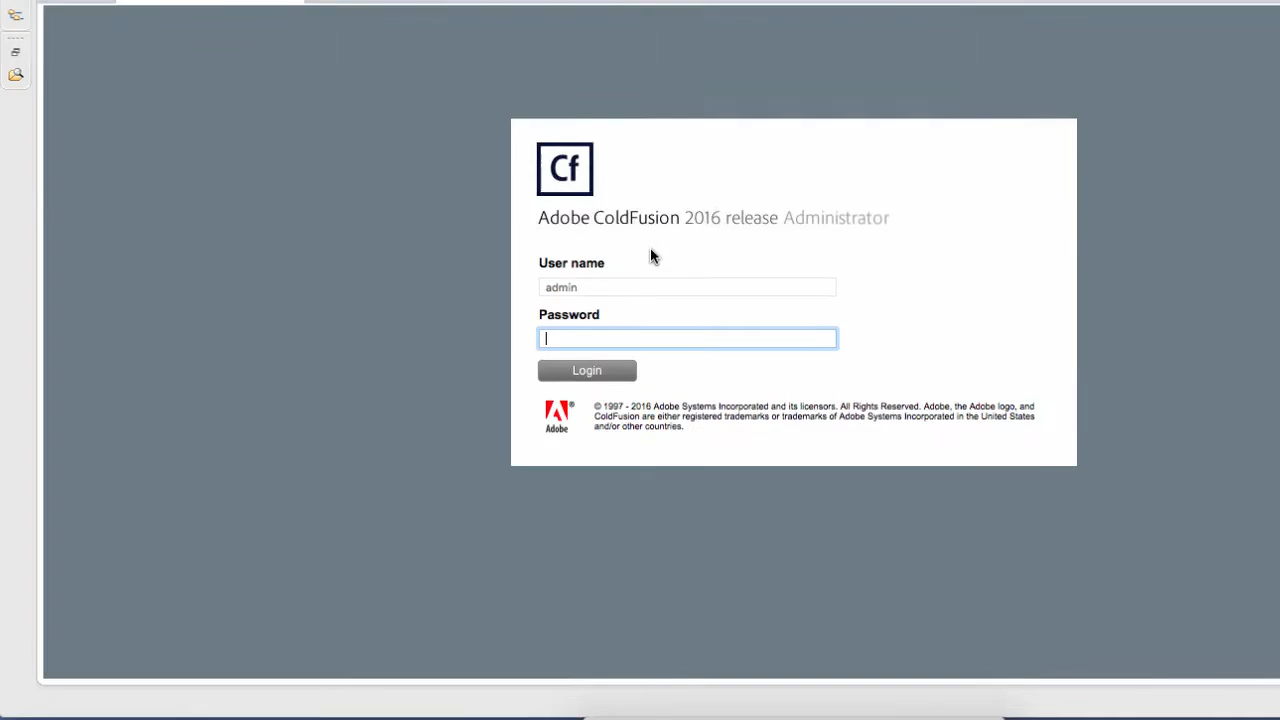 Cf
Adobe ColdFusion 2016 release Administrator
User name
admin
Password
Login
Adobe
© 1997 - 2016 Adobe Systems Incorporated and its licensors. All Rights Reserved. Adobe, the Adobe logo, and
ColdFusion are either registered trademarks or trademarks of Adobe Systems Incorporated in the United States
and/or other countries.